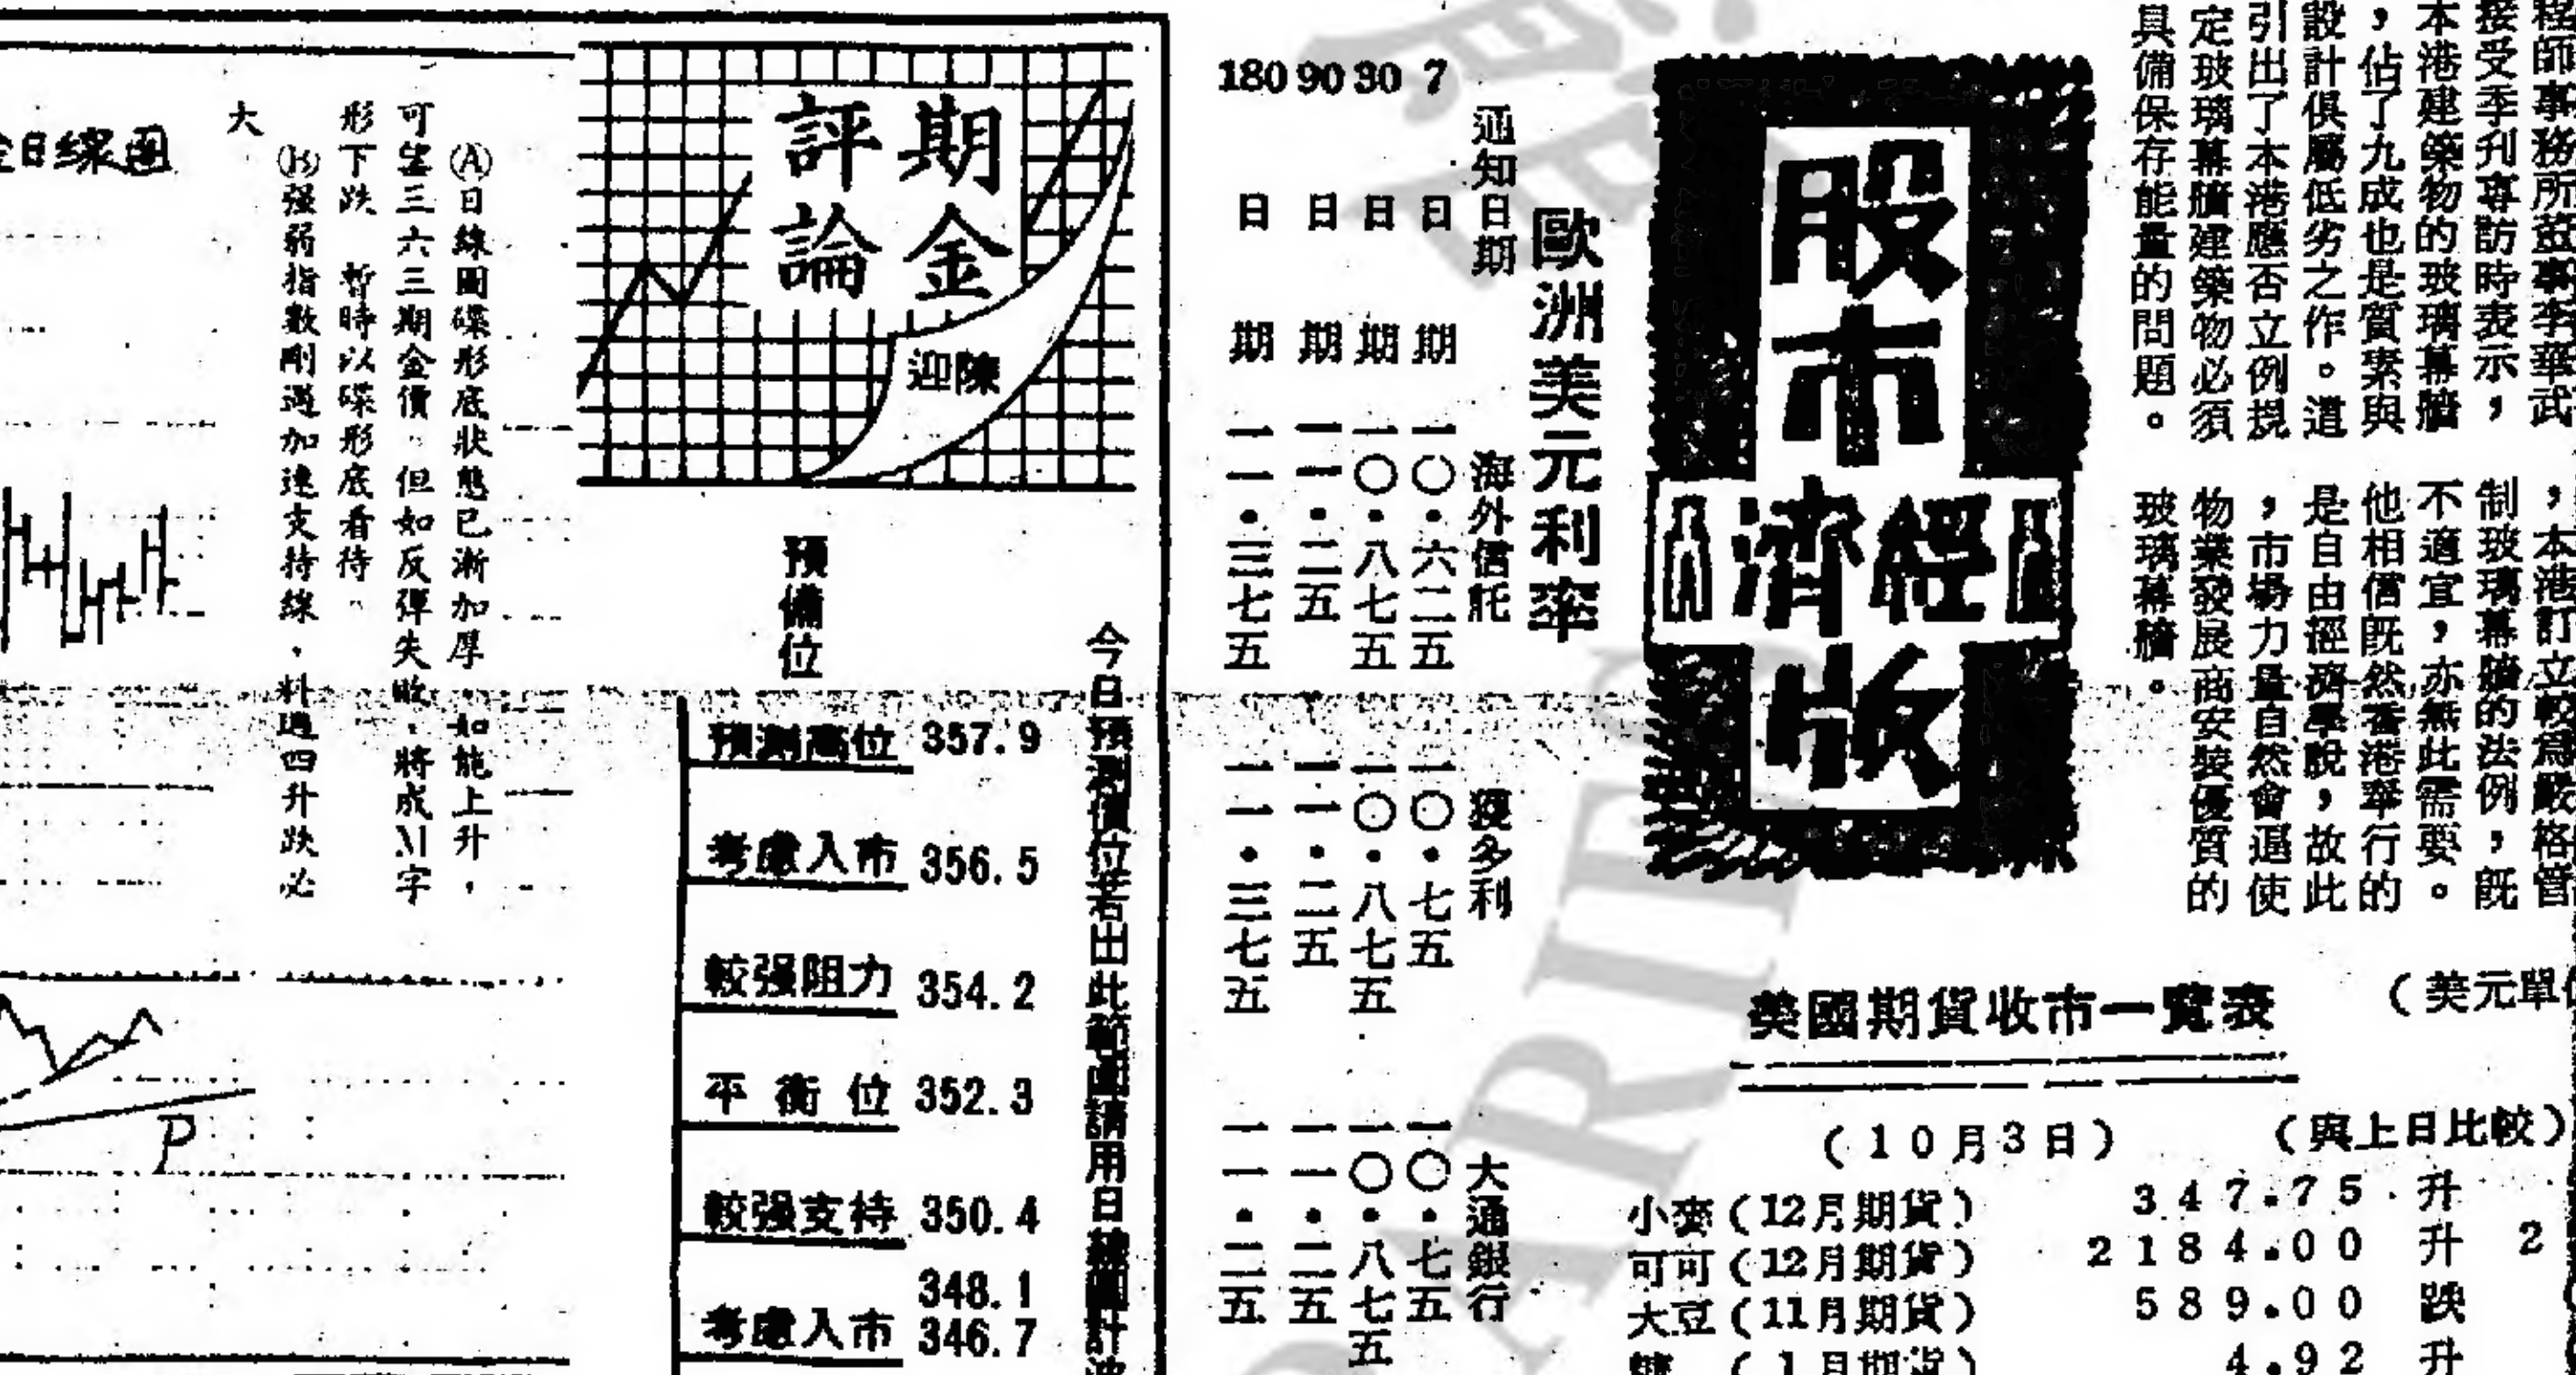 程師事務所董事李華武
接受季刋專訪時表示，
本港建築物的玻璃幕牆
，佔了九成也是質素與
設計俱屬低劣之作。這
引出了本港應否立例規
定玻璃幕牆建築物必須
具備保存能量的問題。
，本港訂立較爲嚴格管
制玻璃幕牆的法例，旣
不適宜，亦無此需要。
他相信旣然香港奉行的
是自由經濟學說，故此
，市場力量自然會逼使
物業發展商安裝優質的
玻璃幕牆。
股市
經濟
版
歐洲美元利率
通知日期 海外信託 獲多利 大通銀行
7日期 一〇・六二五 一〇・七五 一〇・七五
30日期 一〇・八七五 一〇・八七五 一〇・八七五
90日期 一一・二五 一一・二五 一一・二五
180日期 一一・三七五 一一・三七五 一一・二五
美國期貨收市一覽表
（美元單
（10月3日） （與上日比較）
小麥（12月期貨） 347.75 升
可可（12月期貨） 2184.00 升 2
大豆（11月期貨） 589.00 跌
（1月期貨） 4.92 升
期金
評論
陳迎
今日預測價位若出此範圍請用日線圖計
預備位
預測高位 357.9
考慮入市 356.5
較强阻力 354.2
平衡位 352.3
較强支持 350.4
348.1
考慮入市 346.7
Ⓐ日線圖碟形底狀態已漸加厚，如能上升，
可望三六三期金價。但如反彈失敗，將成M字
形下跌 暫時以碟形底看待。
Ⓑ强弱指數剛過加速支持線，料過四升跌必
大
日線圖
P